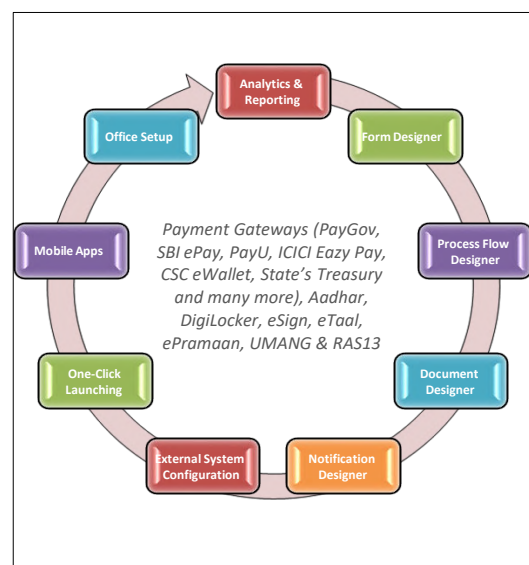 Analytics &
Reporting
Form Designer
Process Flow
Designer
Document
Designer
Notification
Designer
External System
Configuration
One-Click
Launching
Mobile Apps
Office Setup
Payment Gateways (PayGov,
SBI ePay, PayU, ICICI Eazy Pay,
CSC eWallet, State’s Treasury
and many more), Aadhar,
DigiLocker, eSign, eTaal,
ePramaan, UMANG & RAS13